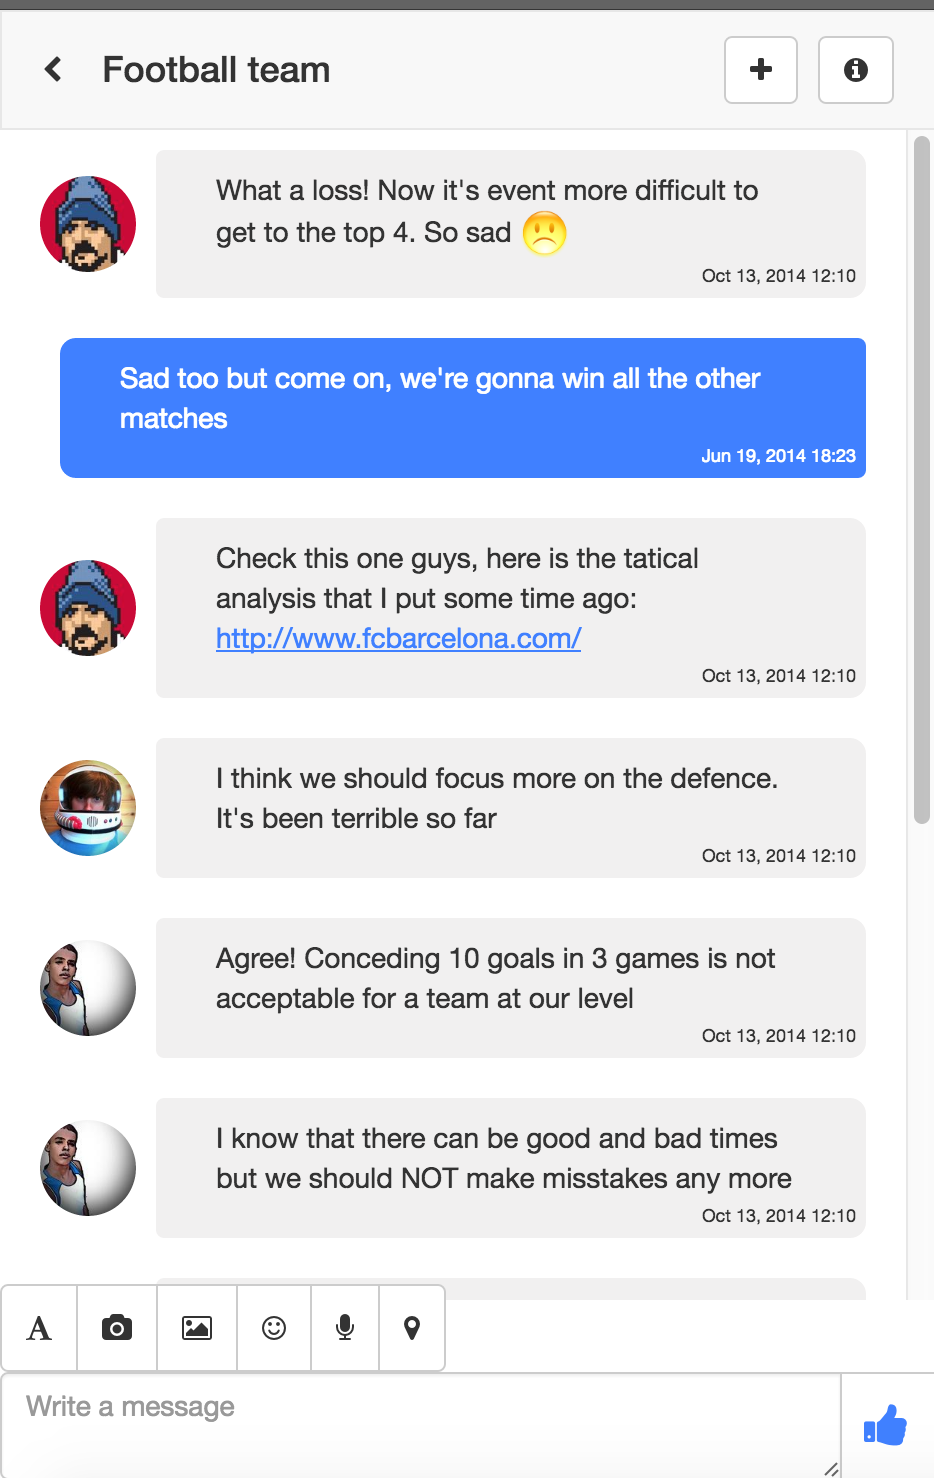 Football team
What a loss! Now it's event more difficult to
get to the top 4. So sad
Oct 13, 2014 12:10
Sad too but come on, we're gonna win all the other
matches
Jun 19, 2014 18:23
Check this one guys, here is the tatical
analysis that I put some time ago:
http://www.fcbarcelona.com/
Oct 13, 2014 12:10
I think we should focus more on the defence.
It's been terrible so far
Oct 13, 2014 12:10
Agree! Conceding 10 goals in 3 games is not
acceptable for a team at our level
Oct 13, 2014 12:10
I know that there can be good and bad times
but we should NOT make misstakes any more
Oct 13, 2014 12:10
A
Write a message